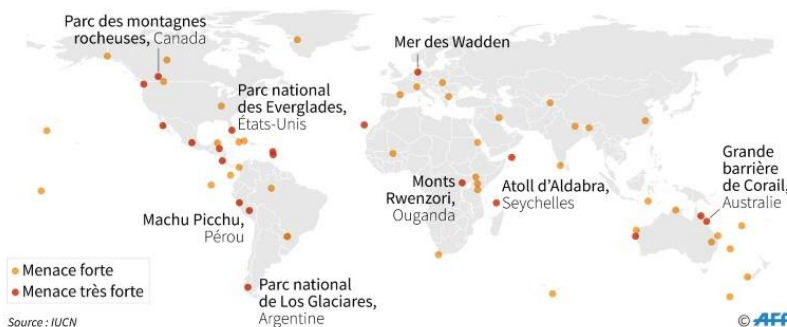 Parc des montagnes
rocheuses, Canada
Mer des Wadden
Parc national
des Everglades,
États-Unis
Grande
barrière
de Corail,
Australie
Monts
Rwenzori,
Ouganda
Atoll d'Aldabra,
Seychelles
Machu Picchu,
Pérou
Menace forte
Menace très forte
Parc national
de Los Glaciares,
Argentine
Source : IUCN
© AFP